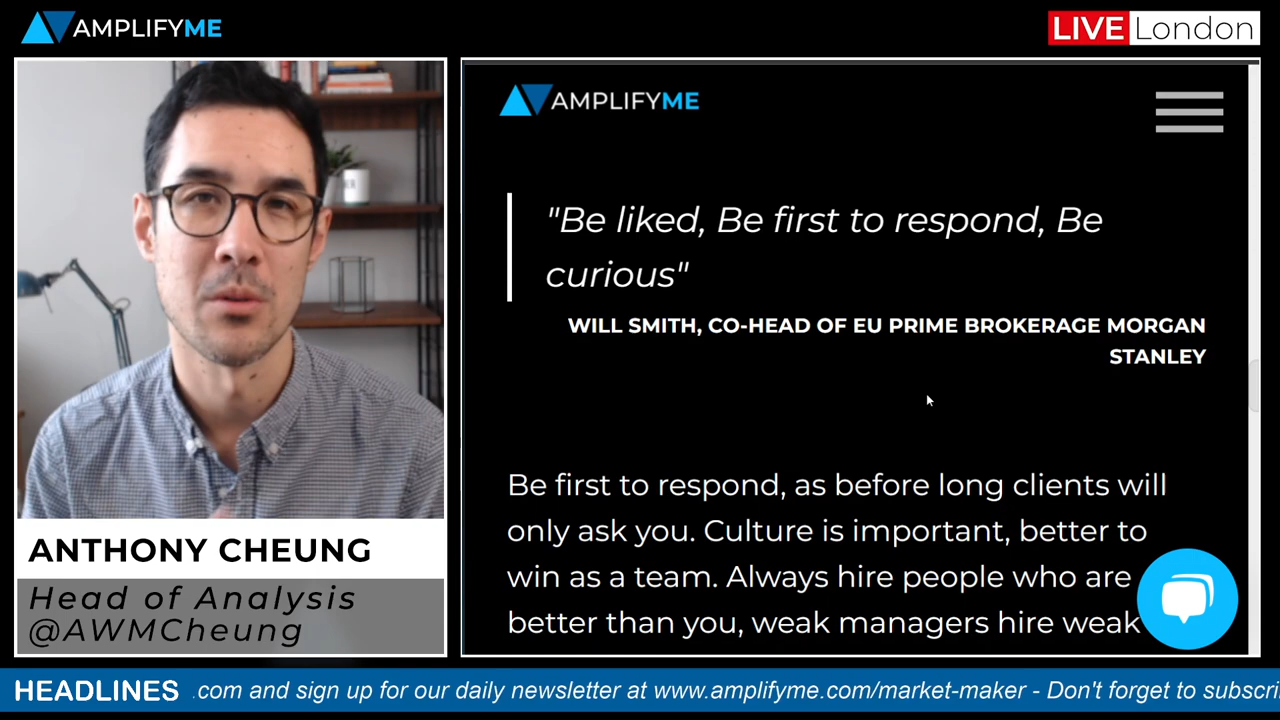 AMPLIFYME
LIVE London
AMPLIFYME
"Be liked, Be first to respond, Be
curious"
WILL SMITH, CO-HEAD OF EU PRIME BROKERAGE MORGAN
STANLEY
Be first to respond, as before long clients will
only ask you. Culture is important, better to
win as a team. Always hire people who are
better than you, weak managers hire weak
ANTHONY CHEUNG
Head of Analysis
@AWMCheung
HEADLINES .com and sign up for our daily newsletter at www.amplifyme.com/market-maker - Don't forget to subscri